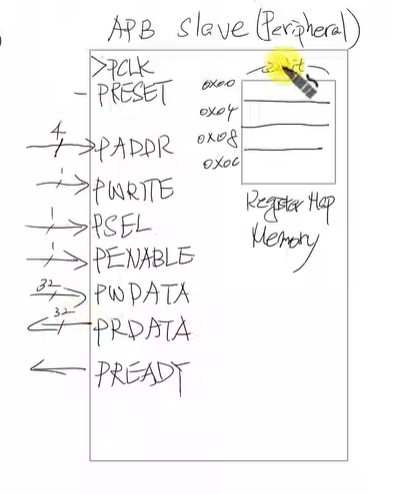 APB slave (Peripheral)
>PCLK
PRESET
4
PADDR
1
PWRITE
1
PSEL
1
PENABLE
32
PWDATA
32
PRDATA
PREADY
0x00
0x04
0x08
0x0C
Register Map
Memory